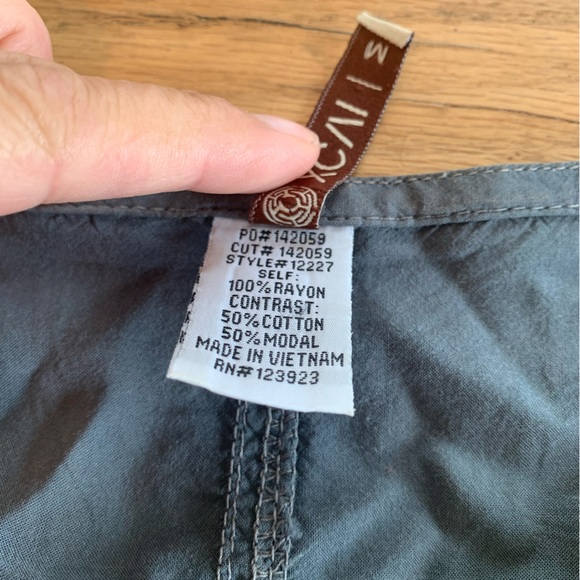 XCVI
M
PO# 142059
CUT# 142059
STYLE# 12227
SELF:
100% RAYON
CONTRAST:
50% COTTON
50% MODAL
MADE IN VIETNAM
RN# 123923